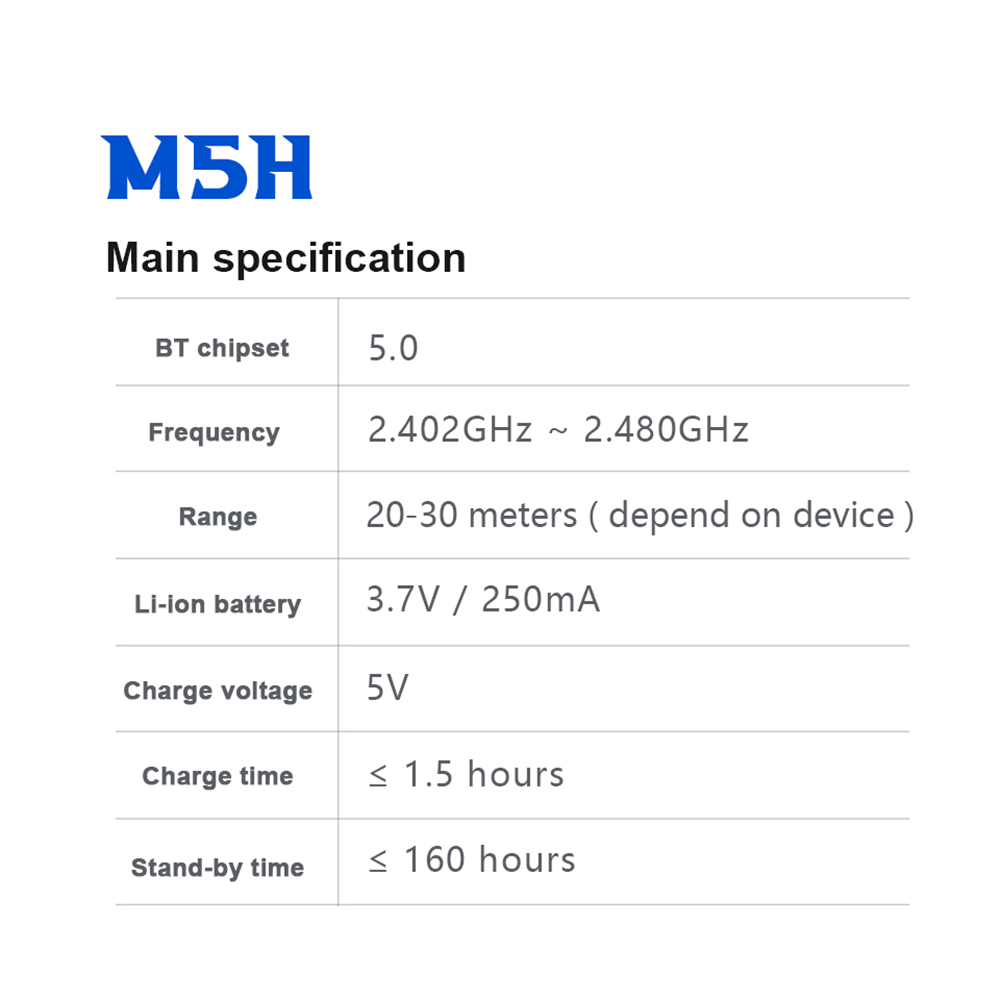 M5H
Main specification
BT chipset 5.0
Frequency 2.402GHz ~ 2.480GHz
Range 20-30 meters ( depend on device )
Li-ion battery 3.7V / 250mA
Charge voltage 5V
Charge time ≤ 1.5 hours
Stand-by time ≤ 160 hours